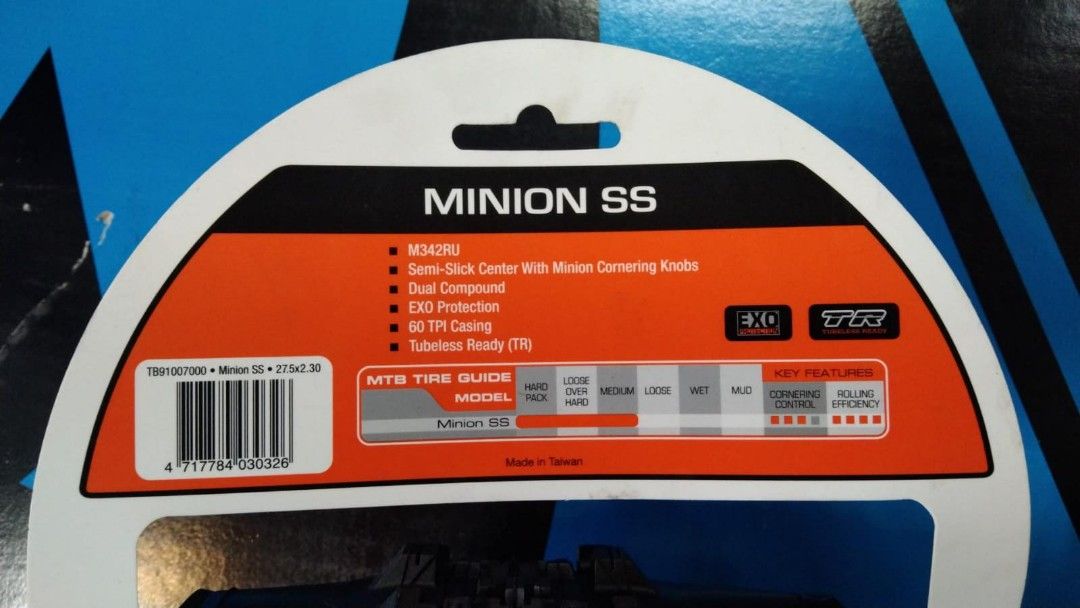 MINION SS
M342RU
Semi-Slick Center With Minion Cornering Knobs
Dual Compound
EXO Protection
60 TPI Casing
Tubeless Ready (TR)
EXO
PROTECTION
TR
TUBELESS READY
TB91007000 • Minion SS • 27.5x2.30
4 717784 030326
MTB TIRE GUIDE
MODEL
HARD PACK
LOOSE OVER HARD
MEDIUM
LOOSE
WET
MUD
KEY FEATURES
CORNERING CONTROL
ROLLING EFFICIENCY
Minion SS
Made in Taiwan